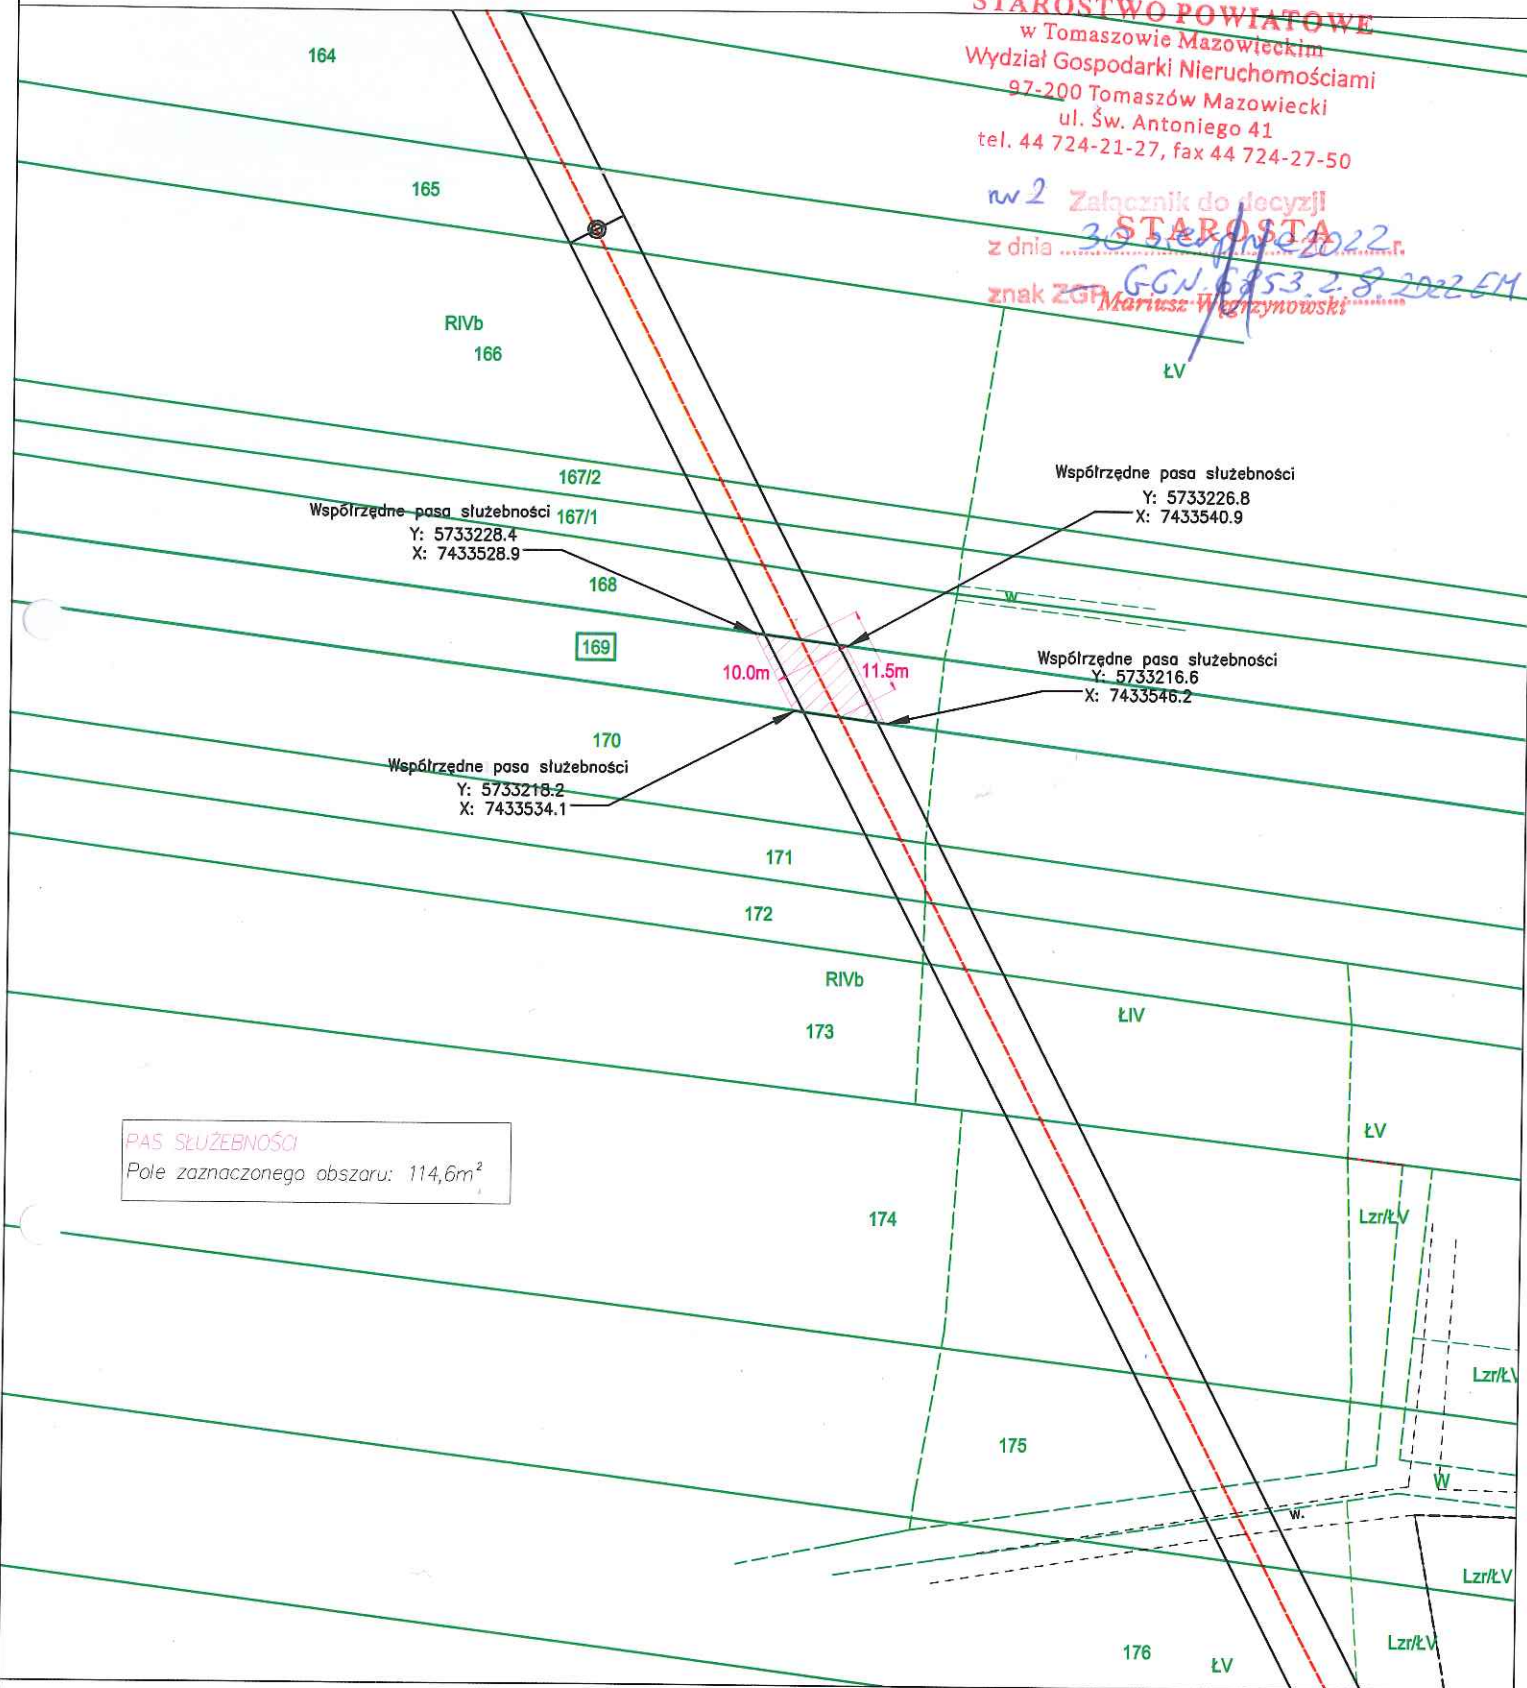 STAROSTWO POWIATOWE
w Tomaszowie Mazowieckim
Wydział Gospodarki Nieruchomościami
97-200 Tomaszów Mazowiecki
ul. Św. Antoniego 41
tel. 44 724-21-27, fax 44 724-27-50
nr 2 Załącznik do decyzji
STAROSTA
z dnia 30 sierpnia 2022 r.
znak ZGP GGN.6853.2.8.2022.EM
Mariusz Węgrzynowski
164
165
RIVb
166
ŁV
167/2
Współrzędne pasa służebności
Y: 5733226.8
X: 7433540.9
Współrzędne pasa służebności
167/1
Y: 5733228.4
X: 7433528.9
168
w
169
10.0m
11.5m
Współrzędne pasa służebności
Y: 5733216.6
X: 7433546.2
170
Współrzędne pasa służebności
Y: 5733218.2
X: 7433534.1
171
172
RIVb
173
ŁIV
PAS SŁUŻEBNOŚCI
Pole zaznaczonego obszaru: 114,6m²
ŁV
174
Lzr/ŁV
Lzr/ŁV
175
W
w.
Lzr/ŁV
176
ŁV
Lzr/ŁV